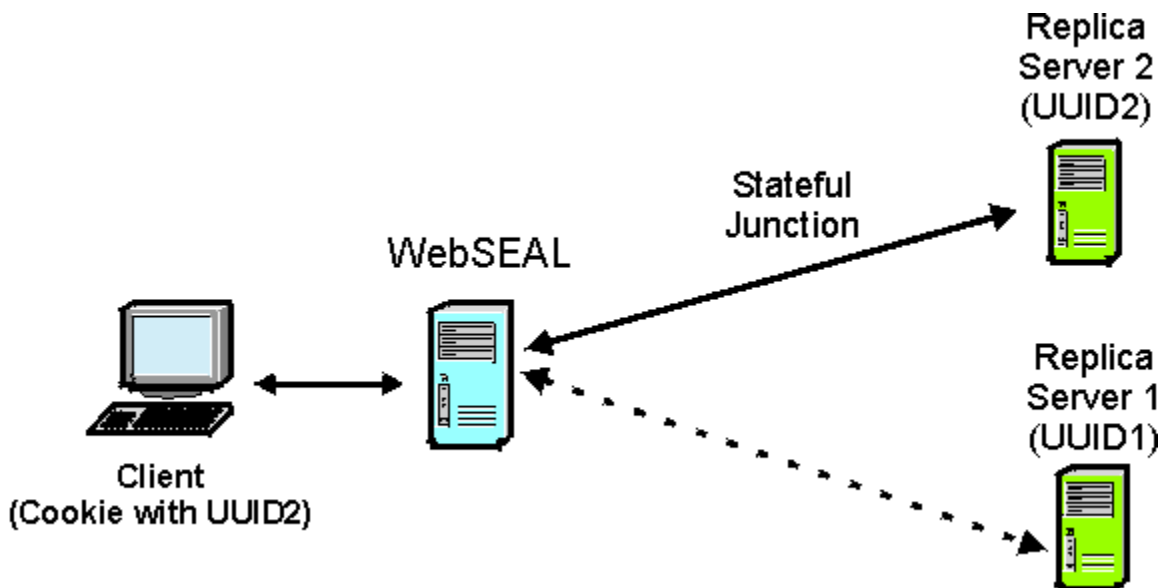 Replica
Server 2
(UUID2)
Stateful
Junction
WebSEAL
Replica
Server 1
(UUID1)
Client
(Cookie with UUID2)